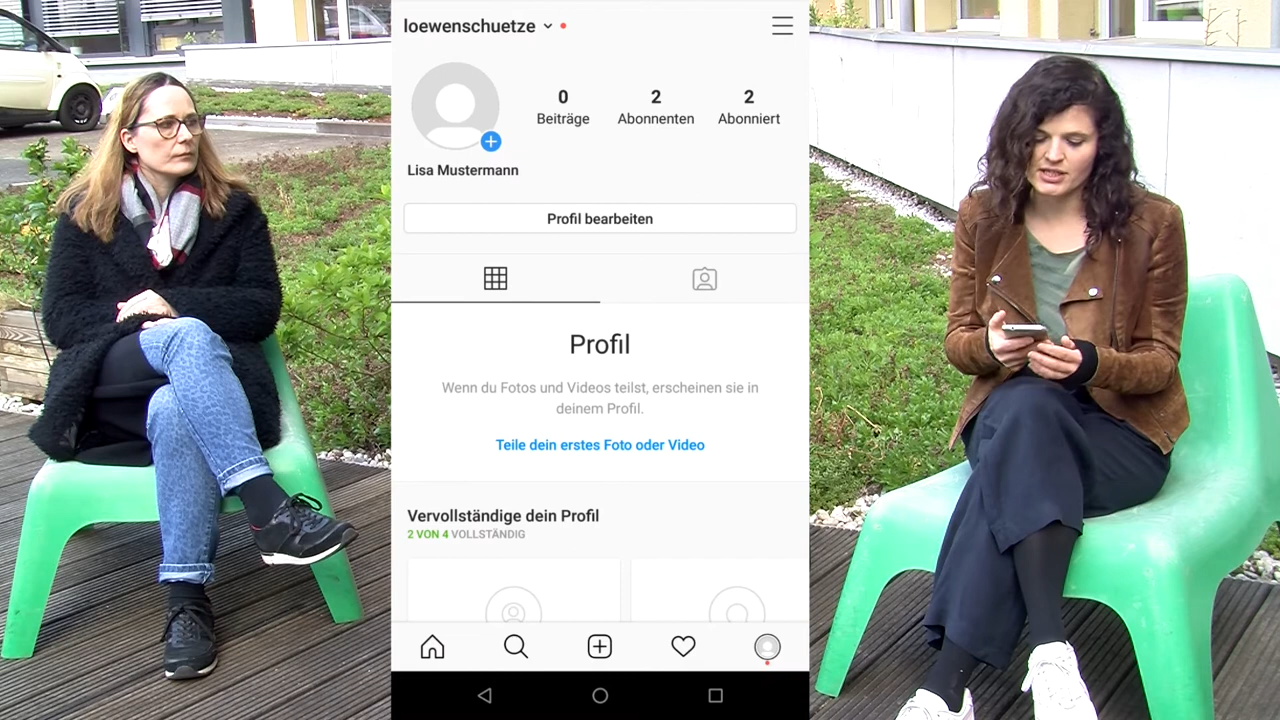 loewenschuetze
0 2 2
Beiträge Abonnenten Abonniert
Lisa Mustermann
Profil bearbeiten
Profil
Wenn du Fotos und Videos teilst, erscheinen sie in
deinem Profil.
Teile dein erstes Foto oder Video
Vervollständige dein Profil
2 VON 4 VOLLSTÄNDIG